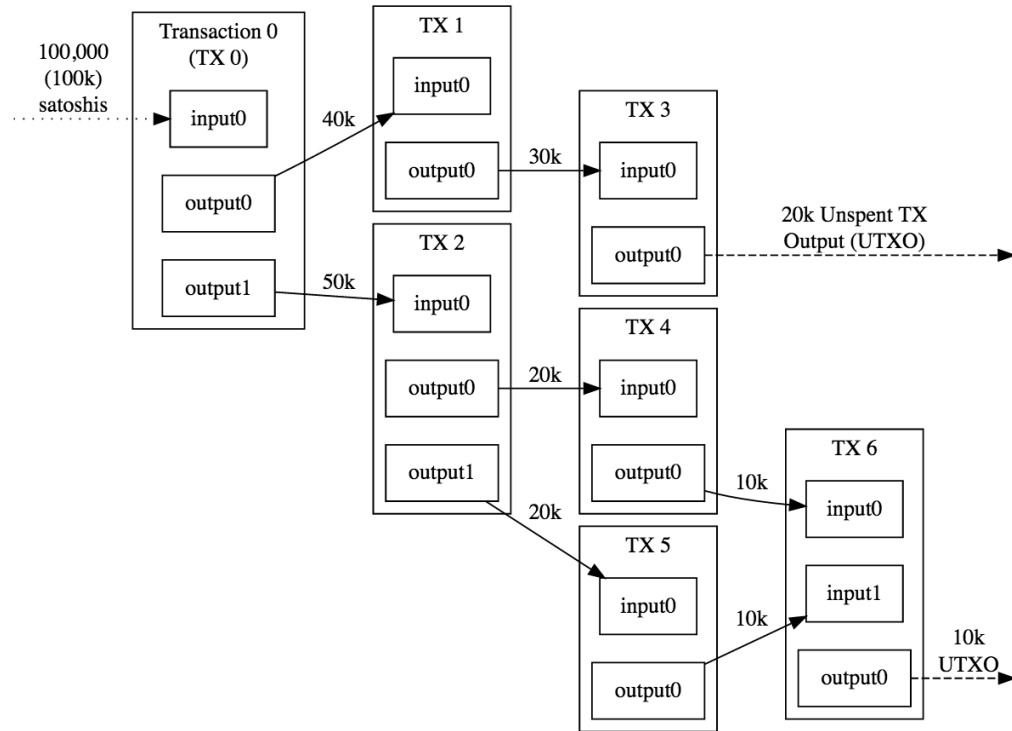 100,000
(100k)
satoshis
Transaction 0
(TX 0)
input0
output0
output1
40k
50k
TX 1
input0
output0
30k
TX 2
input0
output0
output1
20k
20k
TX 3
input0
output0
20k Unspent TX
Output (UTXO)
TX 4
input0
output0
10k
TX 5
input0
output0
10k
TX 6
input0
input1
output0
10k
UTXO